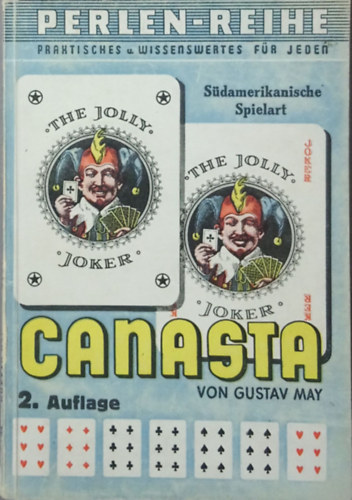 PERLEN-REIHE
PRAKTISCHES u. WISSENSWERTES FÜR JEDEN
Südamerikanische
Spielart
·THE JOLLY·
JOKER
·THE JOLLY·
·JOKER·
JOKER
CANASTA
VON GUSTAV MAY
2. Auflage